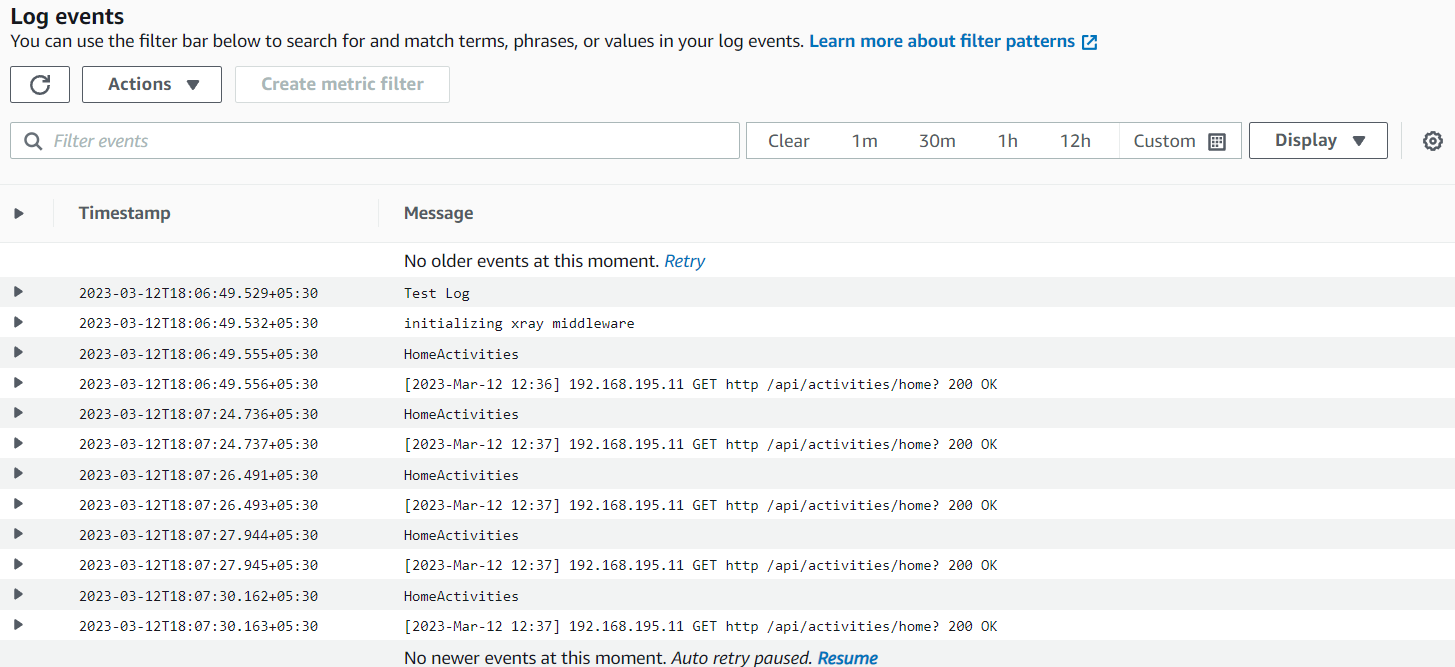 Log events
You can use the filter bar below to search for and match terms, phrases, or values in your log events. Learn more about filter patterns
Actions Create metric filter
Filter events Clear 1m 30m 1h 12h Custom Display
Timestamp Message
No older events at this moment. Retry
2023-03-12T18:06:49.529+05:30 Test Log
2023-03-12T18:06:49.532+05:30 initializing xray middleware
2023-03-12T18:06:49.555+05:30 HomeActivities
2023-03-12T18:06:49.556+05:30 [2023-Mar-12 12:36] 192.168.195.11 GET http /api/activities/home? 200 OK
2023-03-12T18:07:24.736+05:30 HomeActivities
2023-03-12T18:07:24.737+05:30 [2023-Mar-12 12:37] 192.168.195.11 GET http /api/activities/home? 200 OK
2023-03-12T18:07:26.491+05:30 HomeActivities
2023-03-12T18:07:26.493+05:30 [2023-Mar-12 12:37] 192.168.195.11 GET http /api/activities/home? 200 OK
2023-03-12T18:07:27.944+05:30 HomeActivities
2023-03-12T18:07:27.945+05:30 [2023-Mar-12 12:37] 192.168.195.11 GET http /api/activities/home? 200 OK
2023-03-12T18:07:30.162+05:30 HomeActivities
2023-03-12T18:07:30.163+05:30 [2023-Mar-12 12:37] 192.168.195.11 GET http /api/activities/home? 200 OK
No newer events at this moment. Auto retry paused. Resume